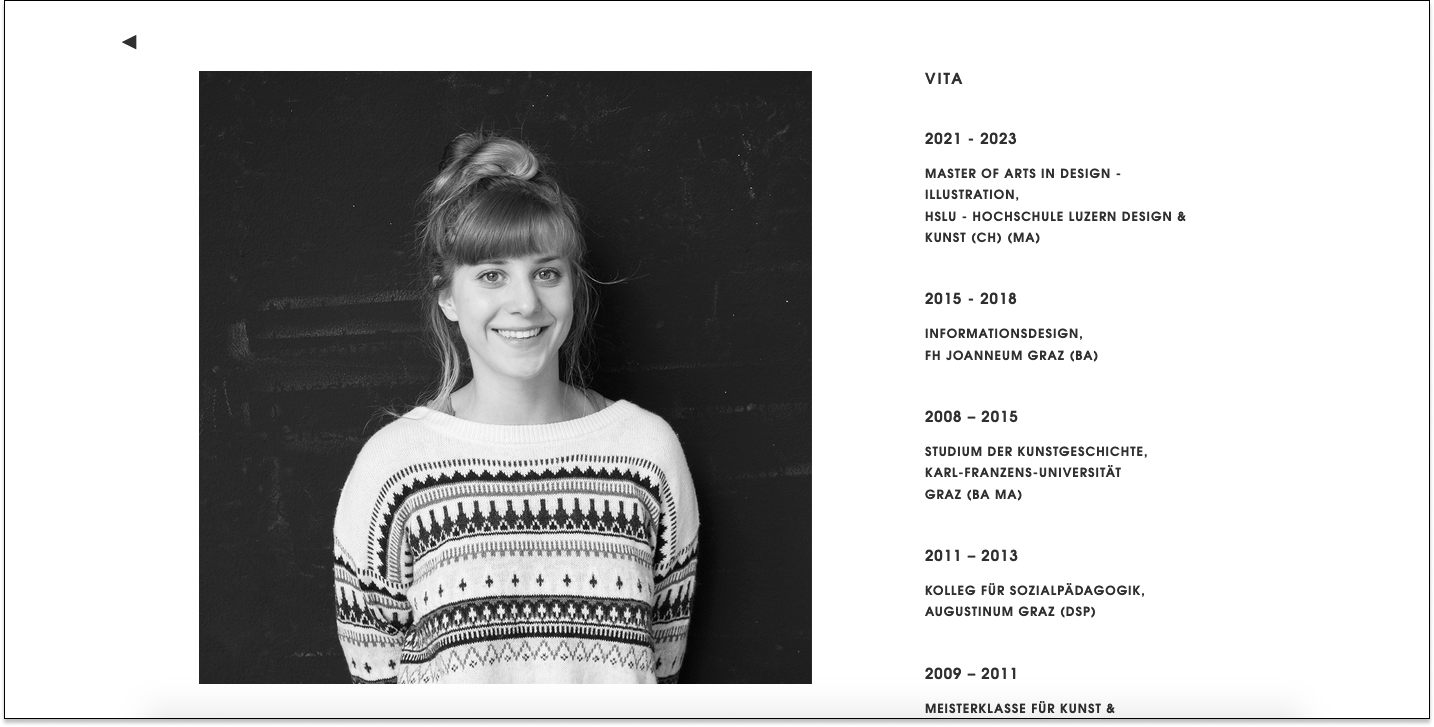 VITA
2021 - 2023
MASTER OF ARTS IN DESIGN -
ILLUSTRATION,
HSLU - HOCHSCHULE LUZERN DESIGN &
KUNST (CH) (MA)
2015 - 2018
INFORMATIONSDESIGN,
FH JOANNEUM GRAZ (BA)
2008 – 2015
STUDIUM DER KUNSTGESCHICHTE,
KARL-FRANZENS-UNIVERSITÄT
GRAZ (BA MA)
2011 – 2013
KOLLEG FÜR SOZIALPÄDAGOGIK,
AUGUSTINUM GRAZ (DSP)
2009 – 2011
MEISTERKLASSE FÜR KUNST &